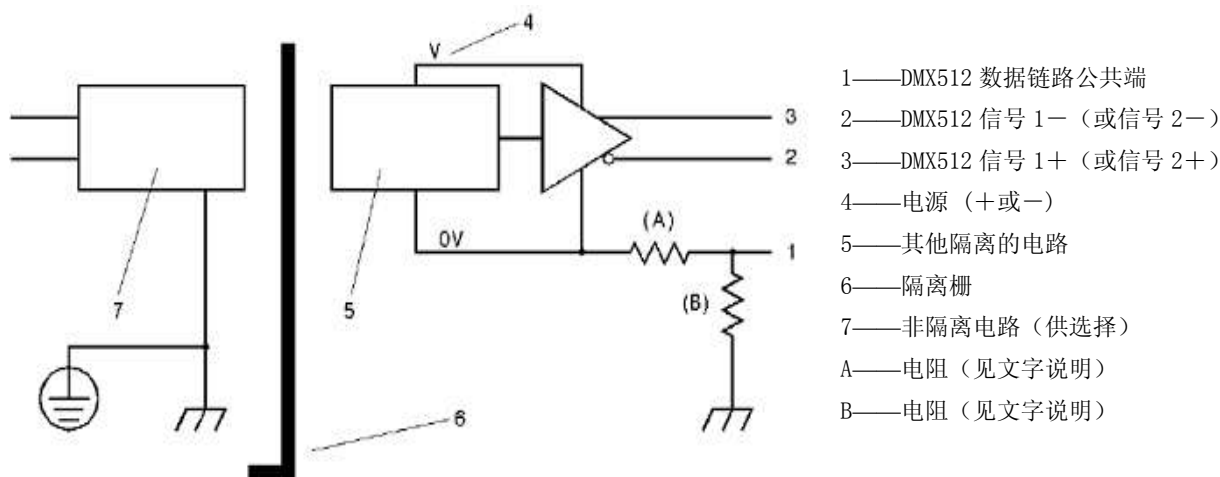 4
V
3
2
(A)
0V
1
(B)
7
5
6
1——DMX512 数据链路公共端
2——DMX512 信号 1－（或信号 2－）
3——DMX512 信号 1＋（或信号 2＋）
4——电源（＋或－）
5——其他隔离的电路
6——隔离栅
7——非隔离电路（供选择）
A——电阻（见文字说明）
B——电阻（见文字说明）